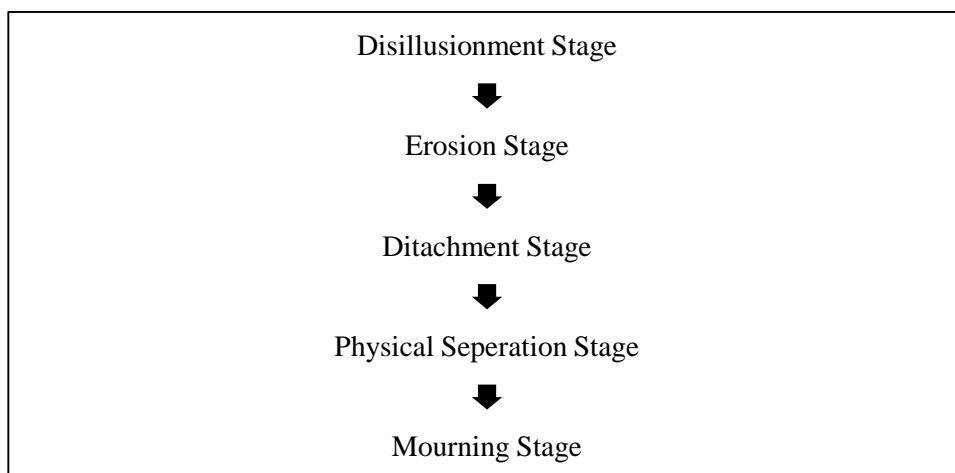 Disillusionment Stage
Erosion Stage
Ditachment Stage
Physical Seperation Stage
Mourning Stage